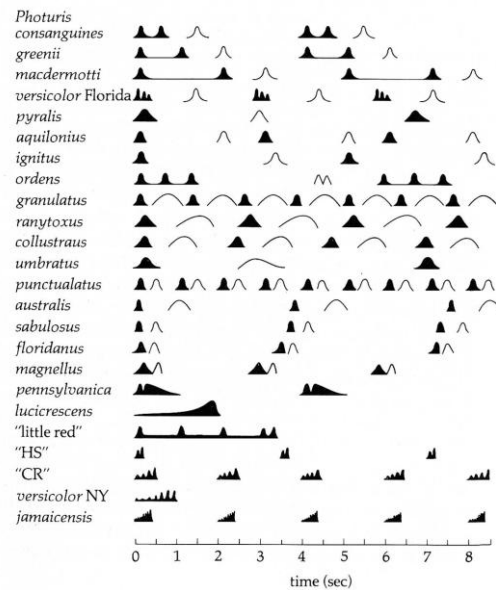 Photuris
consanguines
greenii
macdermotti
versicolor Florida
pyralis
aquilonius
ignitus
ordens
granulatus
ranytoxus
collustraus
umbratus
punctualatus
australis
sabulosus
floridanus
magnellus
pennsylvanica
lucicrescens
"little red"
"HS"
"CR"
versicolor NY
jamaicensis
0 1 2 3 4 5 6 7 8
time (sec)